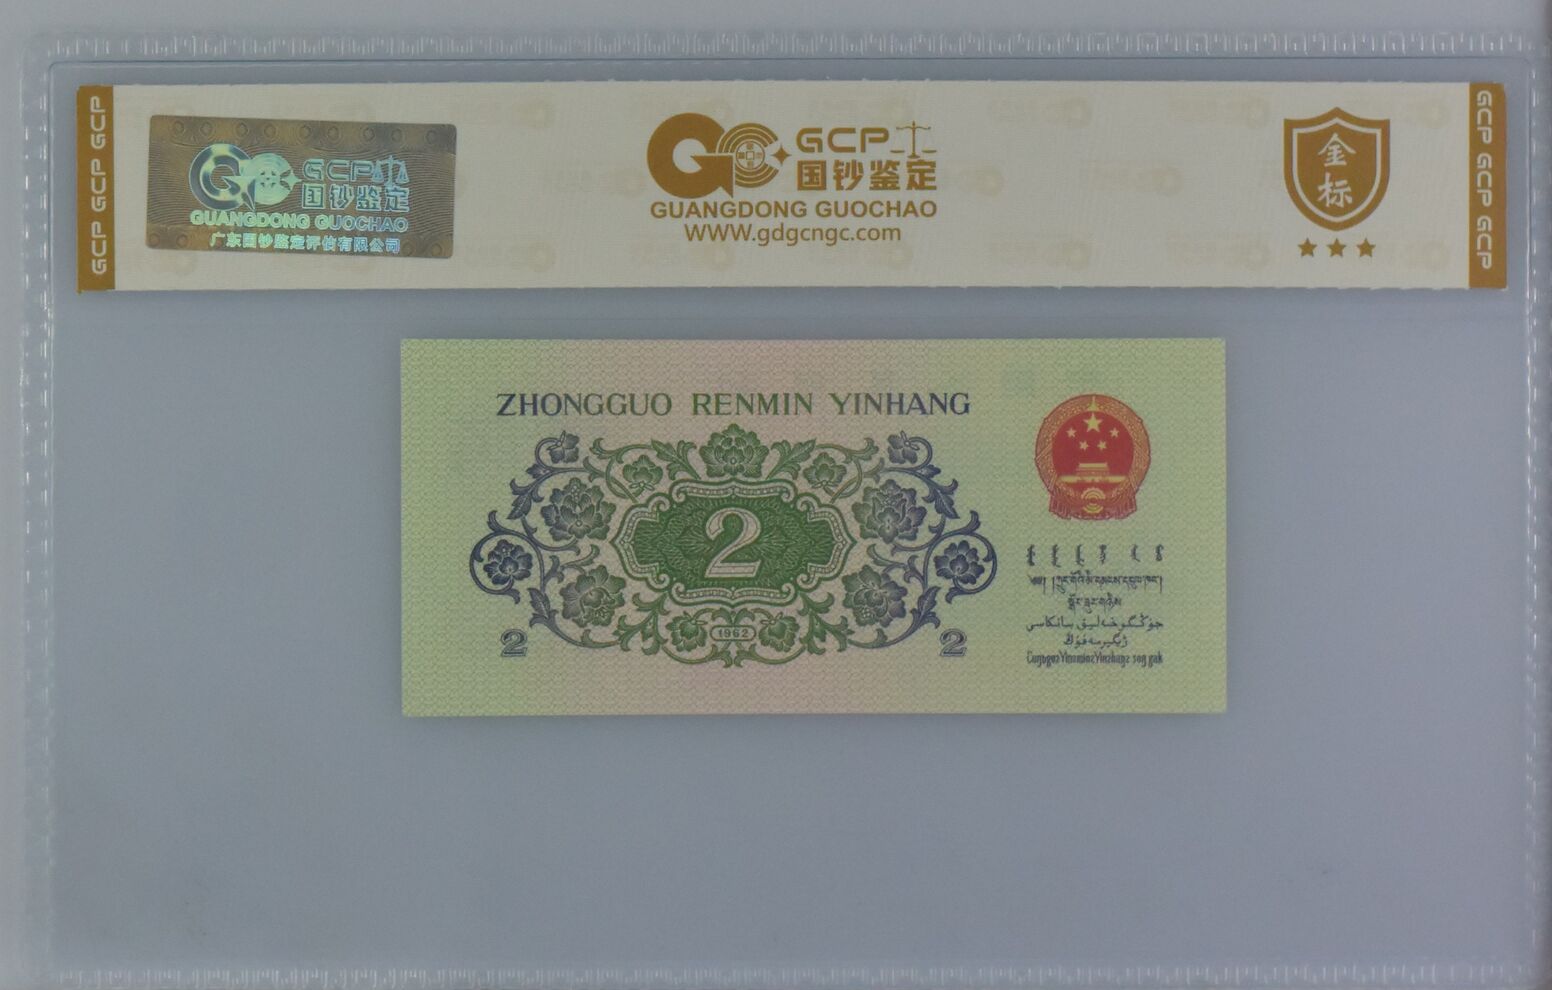 GCP GCP GCP
GCP
国钞鉴定
GUANGDONG GUOCHAO
广东国钞鉴定评估有限公司
GCP
国钞鉴定
GUANGDONG GUOCHAO
WWW.gdgcngc.com
金标
GCP GCP GCP
ZHONGGUO RENMIN YINHANG
2
1962
2
2